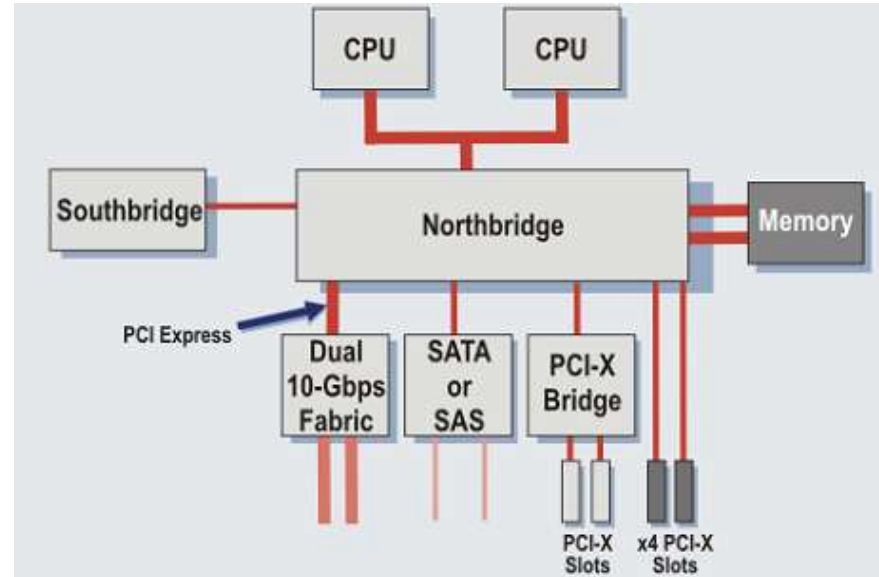 CPU
CPU
Southbridge
Northbridge
Memory
PCI Express
Dual
10-Gbps
Fabric
SATA
or
SAS
PCI-X
Bridge
PCI-X
Slots
x4 PCI-X
Slots